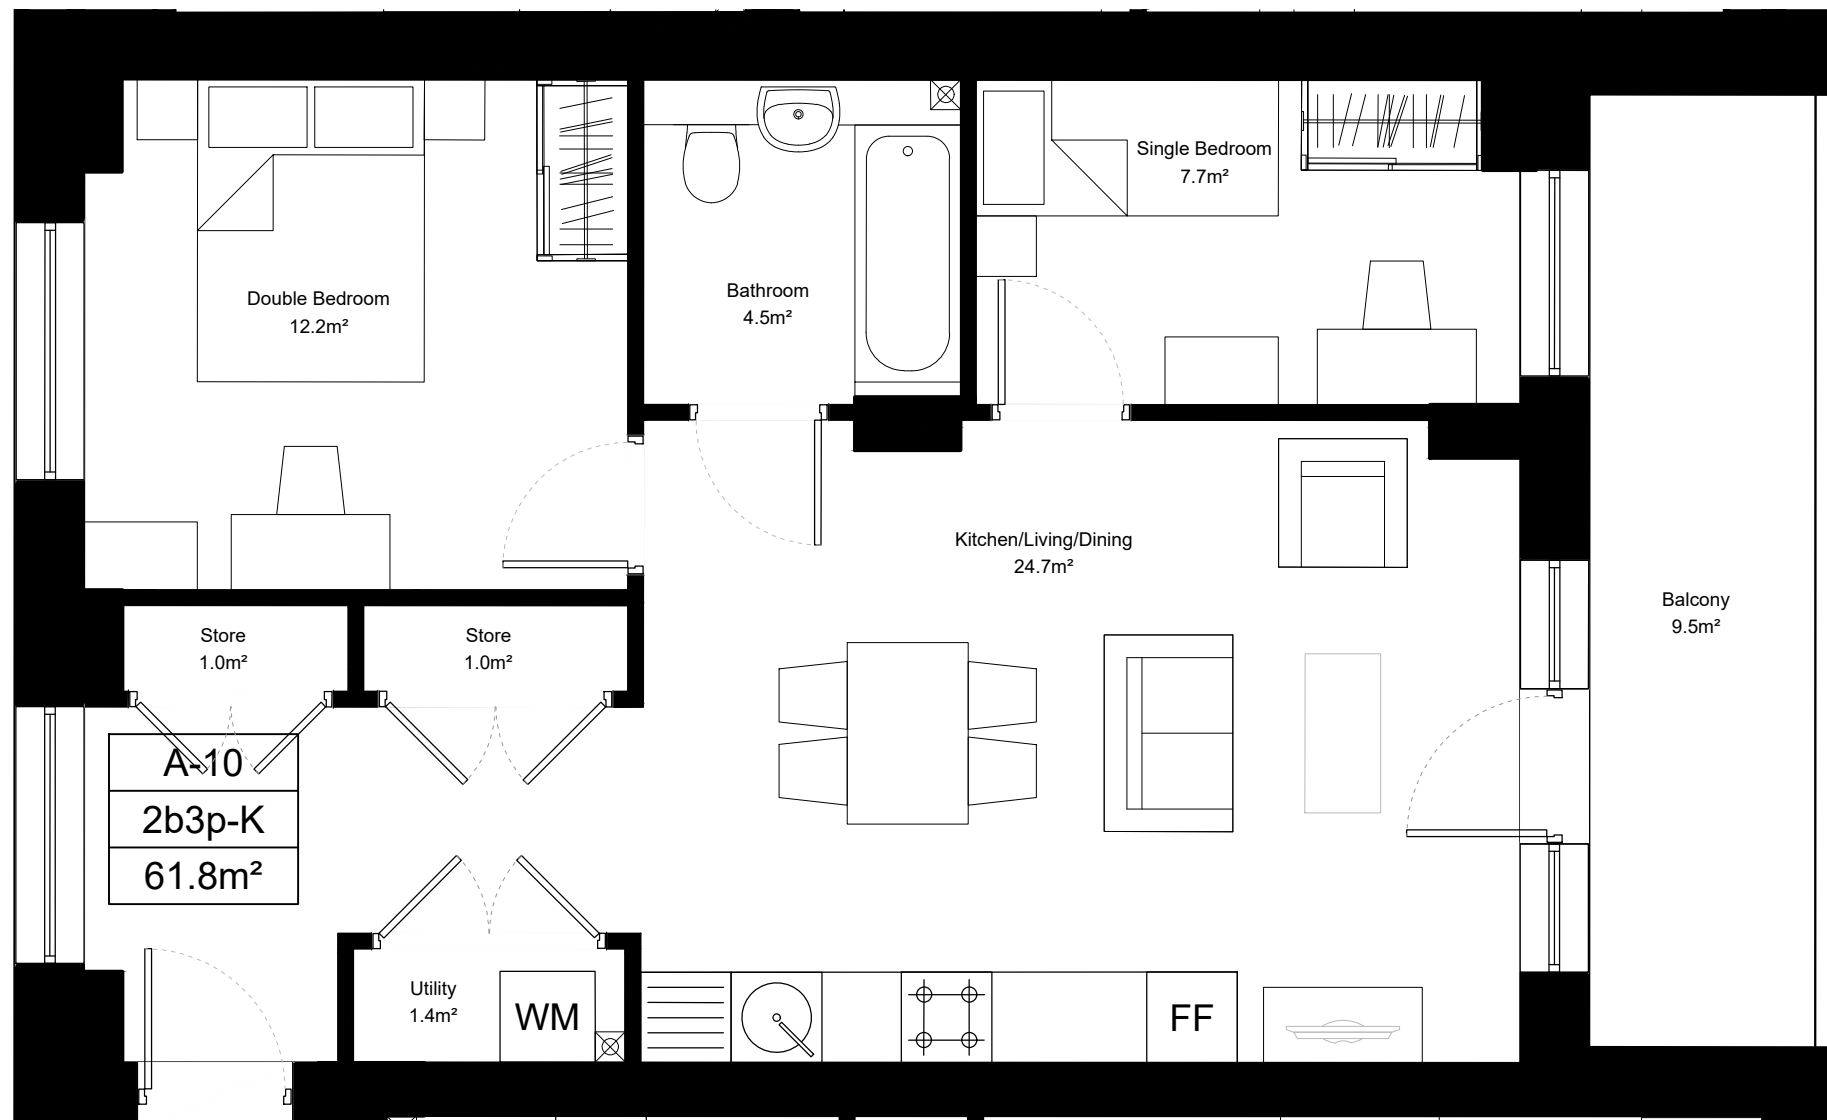 Single Bedroom
7.7m²
Bathroom
4.5m²
Double Bedroom
12.2m²
Kitchen/Living/Dining
24.7m²
Balcony
9.5m²
Store
1.0m²
Store
1.0m²
A-10
2b3p-K
61.8m²
Utility
1.4m²
WM
FF